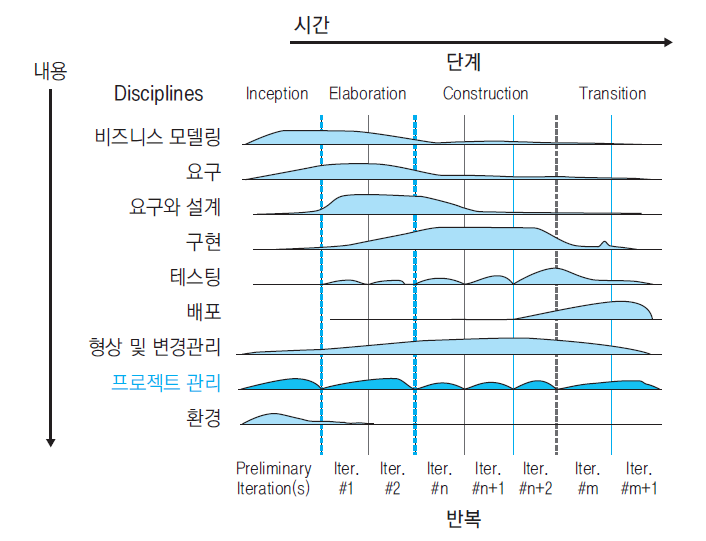 시간
단계
내용
Disciplines Inception Elaboration Construction Transition
비즈니스 모델링
요구
요구와 설계
구현
테스팅
배포
형상 및 변경관리
프로젝트 관리
환경
Preliminary Iter. Iter. Iter. Iter. Iter. Iter. Iter.
Iteration(s) #1 #2 #n #n+1 #n+2 #m #m+1
반복